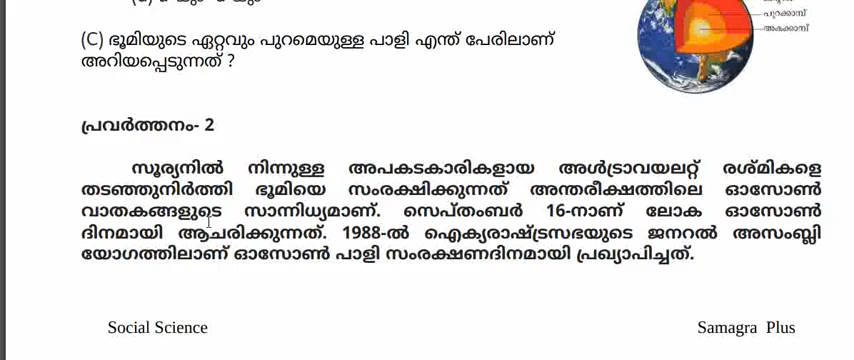 പുറക്കാമ്പ്
അകക്കാമ്പ്
(C) ഭൂമിയുടെ ഏറ്റവും പുറമെയുള്ള പാളി എന്ത് പേരിലാണ്
അറിയപ്പെടുന്നത് ?
പ്രവർത്തനം- 2
സൂര്യനിൽ നിന്നുള്ള അപകടകാരികളായ അൾട്രാവയലറ്റ് രശ്മികളെ
തടഞ്ഞുനിർത്തി ഭൂമിയെ സംരക്ഷിക്കുന്നത് അന്തരീക്ഷത്തിലെ ഓസോൺ
വാതകങ്ങളുടെ സാന്നിധ്യമാണ്. സെപ്തംബർ 16-നാണ് ലോക ഓസോൺ
ദിനമായി ആചരിക്കുന്നത്. 1988-ൽ ഐക്യരാഷ്ട്രസഭയുടെ ജനറൽ അസംബ്ലി
യോഗത്തിലാണ് ഓസോൺ പാളി സംരക്ഷണദിനമായി പ്രഖ്യാപിച്ചത്.
Social Science Samagra Plus